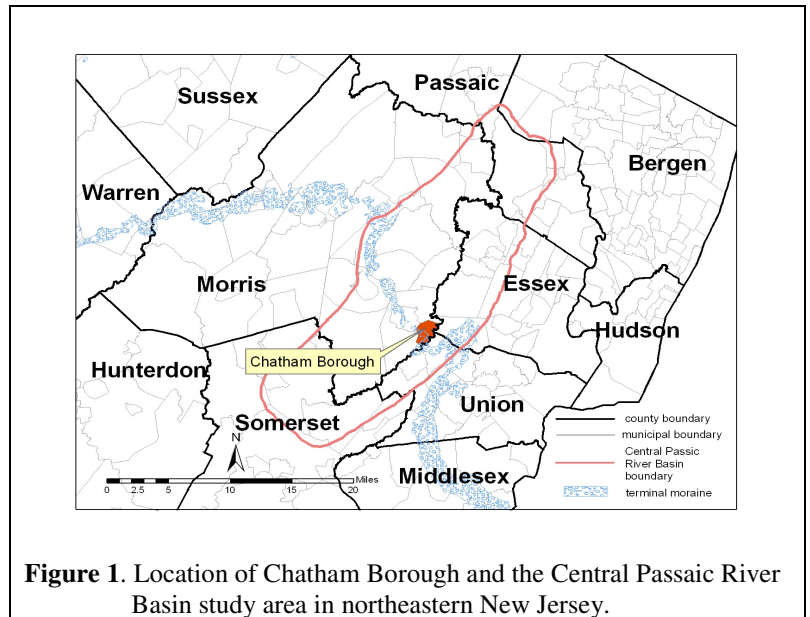 Sussex
Passaic
Bergen
Warren
Morris
Essex
Hudson
Chatham Borough
Hunterdon
Union
Somerset
N
Middlesex
county boundary
municipal boundary
Central Passic
River Basin
boundary
terminal moraine
Miles
0 2.5 5 10 15 20
Figure 1. Location of Chatham Borough and the Central Passaic River
Basin study area in northeastern New Jersey.